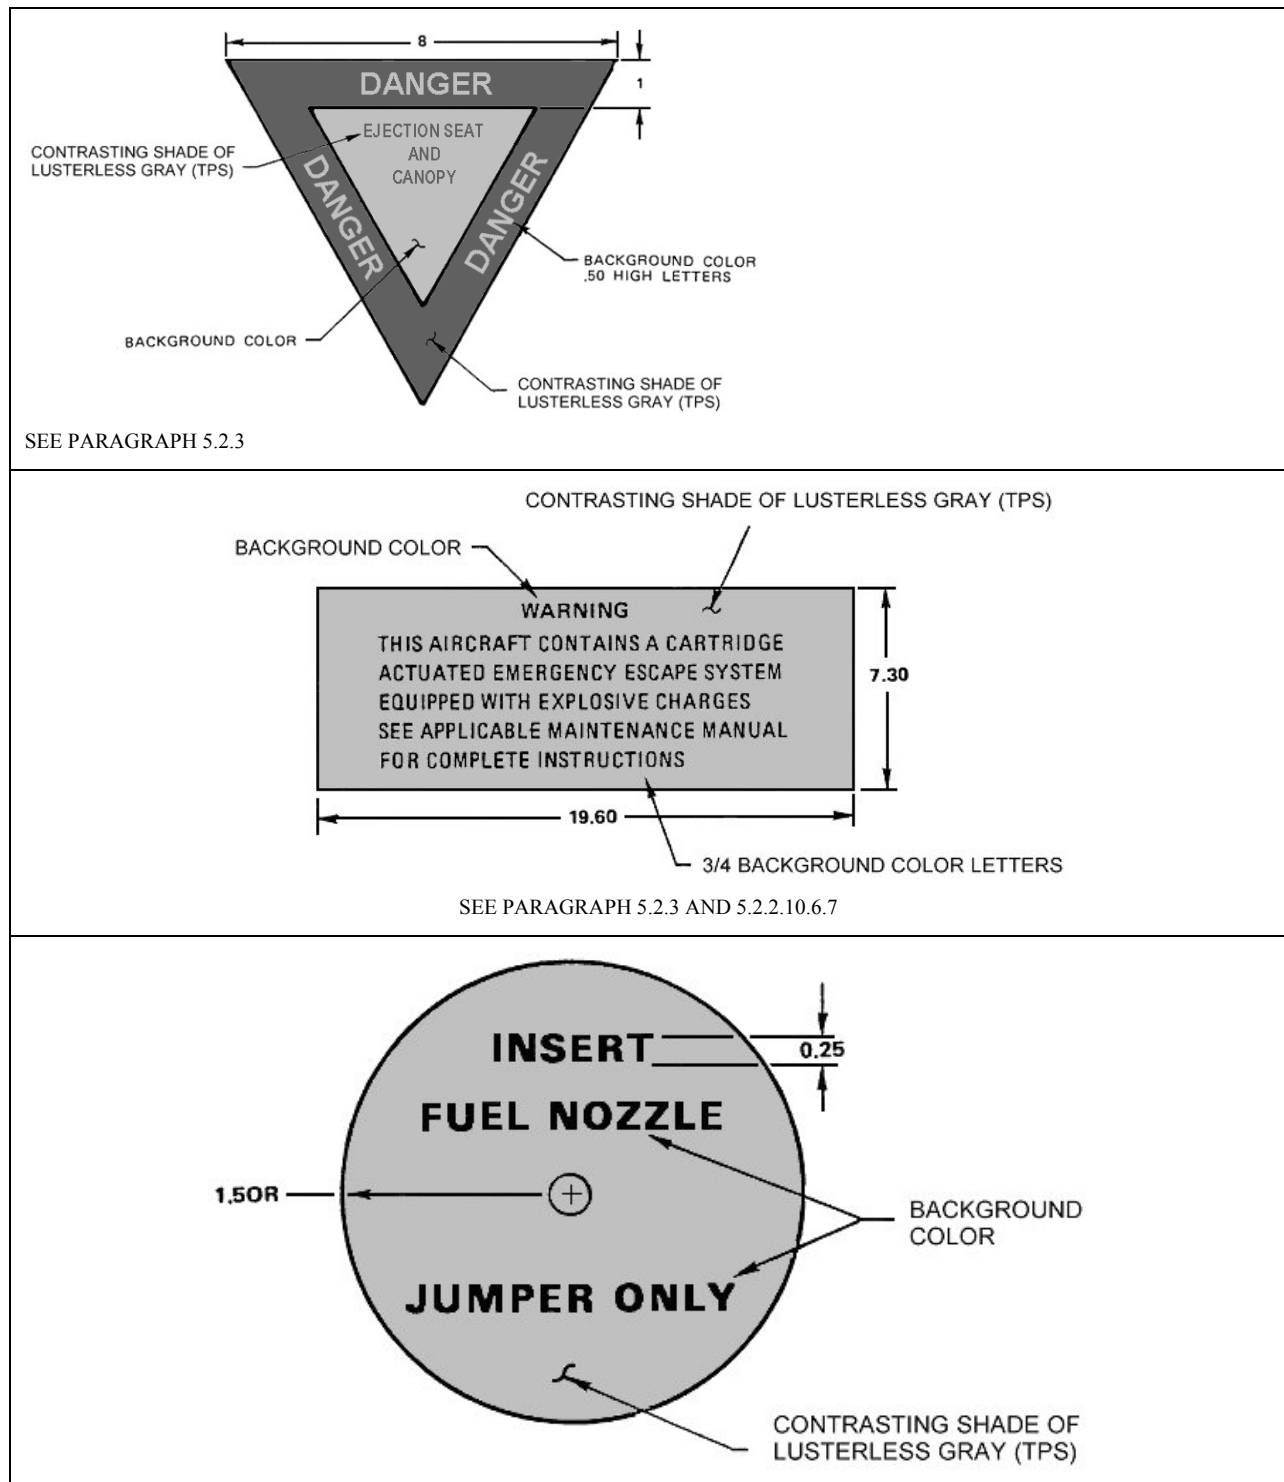 8
1
DANGER
EJECTION SEAT
AND
CANOPY
CONTRASTING SHADE OF
LUSTERLESS GRAY (TPS)
DANGER
DANGER
BACKGROUND COLOR
.50 HIGH LETTERS
BACKGROUND COLOR
CONTRASTING SHADE OF
LUSTERLESS GRAY (TPS)
SEE PARAGRAPH 5.2.3
CONTRASTING SHADE OF LUSTERLESS GRAY (TPS)
BACKGROUND COLOR
WARNING
THIS AIRCRAFT CONTAINS A CARTRIDGE
ACTUATED EMERGENCY ESCAPE SYSTEM
EQUIPPED WITH EXPLOSIVE CHARGES
SEE APPLICABLE MAINTENANCE MANUAL
FOR COMPLETE INSTRUCTIONS
7.30
19.60
3/4 BACKGROUND COLOR LETTERS
SEE PARAGRAPH 5.2.3 AND 5.2.2.10.6.7
INSERT
0.25
FUEL NOZZLE
1.50R
BACKGROUND
COLOR
JUMPER ONLY
CONTRASTING SHADE OF
LUSTERLESS GRAY (TPS)